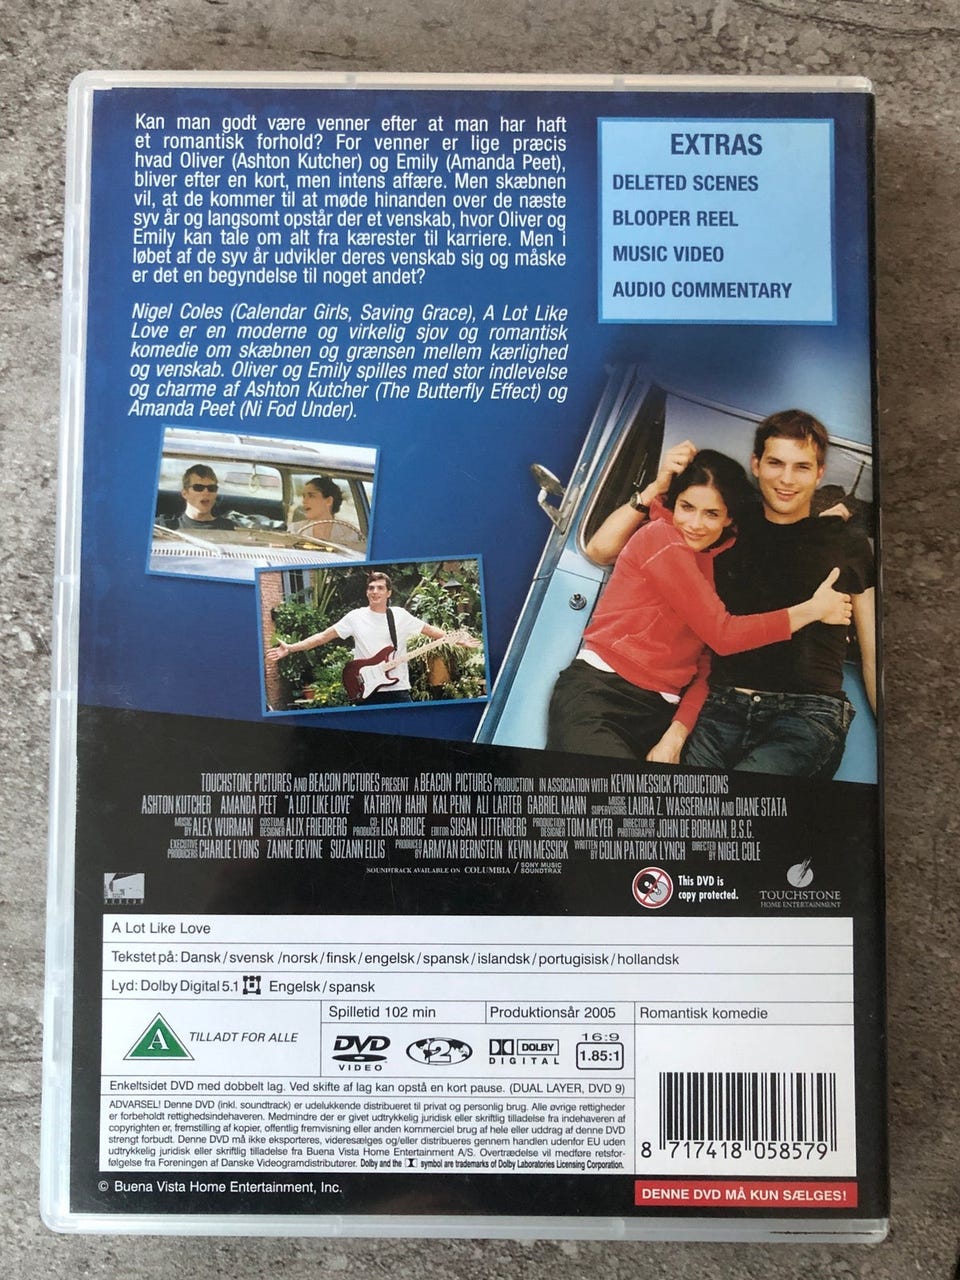 Kan man godt være venner efter at man har haft
et romantisk forhold? For venner er lige præcis
hvad Oliver (Ashton Kutcher) og Emily (Amanda Peet),
bliver efter en kort, men intens affære. Men skæbnen
vil, at de kommer til at møde hinanden over de næste
syv år og langsomt opstår der et venskab, hvor Oliver og
Emily kan tale om alt fra kærester til karriere. Men i
løbet af de syv år udvikler deres venskab sig og måske
er det en begyndelse til noget andet?
Nigel Coles (Calendar Girls, Saving Grace), A Lot Like
Love er en moderne og virkelig sjov og romantisk
komedie om skæbnen og grænsen mellem kærlighed
og venskab. Oliver og Emily spilles med stor indlevelse
og charme af Ashton Kutcher (The Butterfly Effect) og
Amanda Peet (Ni Fod Under).
EXTRAS
DELETED SCENES
BLOOPER REEL
MUSIC VIDEO
AUDIO COMMENTARY
TOUCHSTONE PICTURES AND BEACON PICTURES PRESENT A BEACON PICTURES PRODUCTION IN ASSOCIATION WITH KEVIN MESSICK PRODUCTIONS
ASHTON KUTCHER AMANDA PEET "A LOT LIKE LOVE" KATHRYN HAHN KAL PENN ALI LARTER GABRIEL MANN MUSIC SUPERVISORS LAURA Z. WASSERMAN AND DIANE STATA
MUSIC BY ALEX WURMAN COSTUME DESIGNER ALIX FRIEDBERG CO-PRODUCER LISA BRUCE EDITOR SUSAN LITTENBERG PRODUCTION DESIGNER TOM MEYER DIRECTOR OF PHOTOGRAPHY JOHN DE BORMAN, B.S.C.
EXECUTIVE PRODUCERS CHARLIE LYONS ZANNE DEVINE SUZANN ELLIS PRODUCED BY ARMYAN BERNSTEIN KEVIN MESSICK WRITTEN BY COLIN PATRICK LYNCH DIRECTED BY NIGEL COLE
SOUNDTRACK AVAILABLE ON COLUMBIA / SONY MUSIC SOUNDTRAX
This DVD is
copy protected.
TOUCHSTONE
HOME ENTERTAINMENT
BEACON
A Lot Like Love
Tekstet på: Dansk/svensk/norsk/finsk/engelsk/spansk/islandsk/portugisisk/hollandsk
Lyd: Dolby Digital 5.1 Engelsk/spansk
A TILLADT FOR ALLE
Spilletid 102 min
Produktionsår 2005
Romantisk komedie
DVD
VIDEO
2
DOLBY
DIGITAL
16:9
1.85:1
Enkeltsidet DVD med dobbelt lag. Ved skifte af lag kan opstå en kort pause. (DUAL LAYER, DVD 9)
ADVARSEL! Denne DVD (inkl. soundtrack) er udelukkende distribueret til privat og personlig brug. Alle øvrige rettigheder
er forbeholdt rettighedsindehaveren. Medmindre der er givet udtrykkelig juridisk eller skriftlig tilladelse fra indehaveren af
copyrighten er, fremstilling af kopier, offentlig fremvisning eller anden kommerciel brug af hele eller uddrag af denne DVD
strengt forbudt. Denne DVD må ikke eksporteres, videresælges og/eller distribueres gennem handlen udenfor EU uden
udtrykkelig juridisk eller skriftlig tilladelse fra Buena Vista Home Entertainment A/S. Overtrædelse vil medføre retsfor-
følgelse fra Foreningen af Danske Videogramdistributører. Dolby and the symbol are trademarks of Dolby Laboratories Licensing Corporation.
8 717418 058579
© Buena Vista Home Entertainment, Inc.
DENNE DVD MÅ KUN SÆLGES!